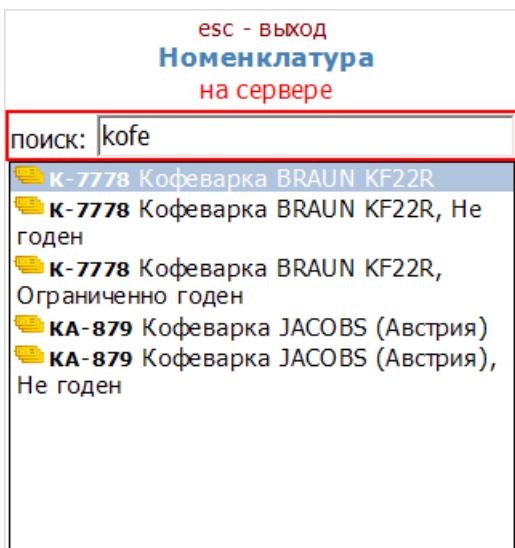 esc - выход
Номенклатура
на сервере
поиск: kofe
К-7778 Кофеварка BRAUN KF22R
К-7778 Кофеварка BRAUN KF22R, Не
годен
К-7778 Кофеварка BRAUN KF22R,
Ограниченно годен
КА-879 Кофеварка JACOBS (Австрия)
КА-879 Кофеварка JACOBS (Австрия),
Не годен